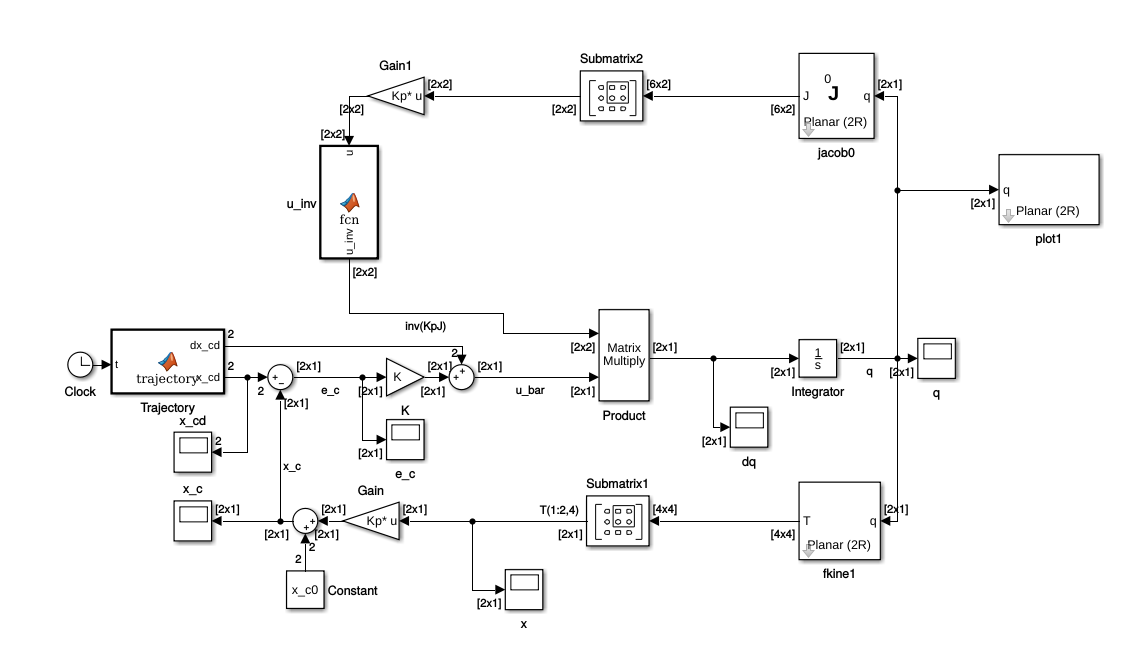 Submatrix2
Gain1
[2x2]
Kp* u
[6x2]
[2x2]
[6x2]
J
0
J
q
[2x1]
Planar (2R)
jacob0
[2x2]
[2x2]
u
u_inv
fcn
u_inv
[2x2]
q
[2x1]
Planar (2R)
plot1
inv(KpJ)
[2x2]
Matrix
Multiply
[2x1]
[2x1]
Product
Clock
t
dx_cd
trajectory
x_cd
Trajectory
2
2
2
+
−
[2x1]
[2x1]
e_c
[2x1]
K
[2x1]
[2x1]
K
2
+
+
[2x1]
u_bar
1
s
[2x1]
[2x1]
Integrator
q
[2x1]
q
[2x1]
dq
x_cd
2
[2x1]
e_c
x_c
x_c
[2x1]
[2x1]
+
+
[2x1]
[2x1]
Gain
Kp* u
[2x1]
2
2
x_c0
Constant
[2x1]
x
Submatrix1
T(1:2,4)
[2x1]
[4x4]
[4x4]
T
q
[2x1]
Planar (2R)
fkine1